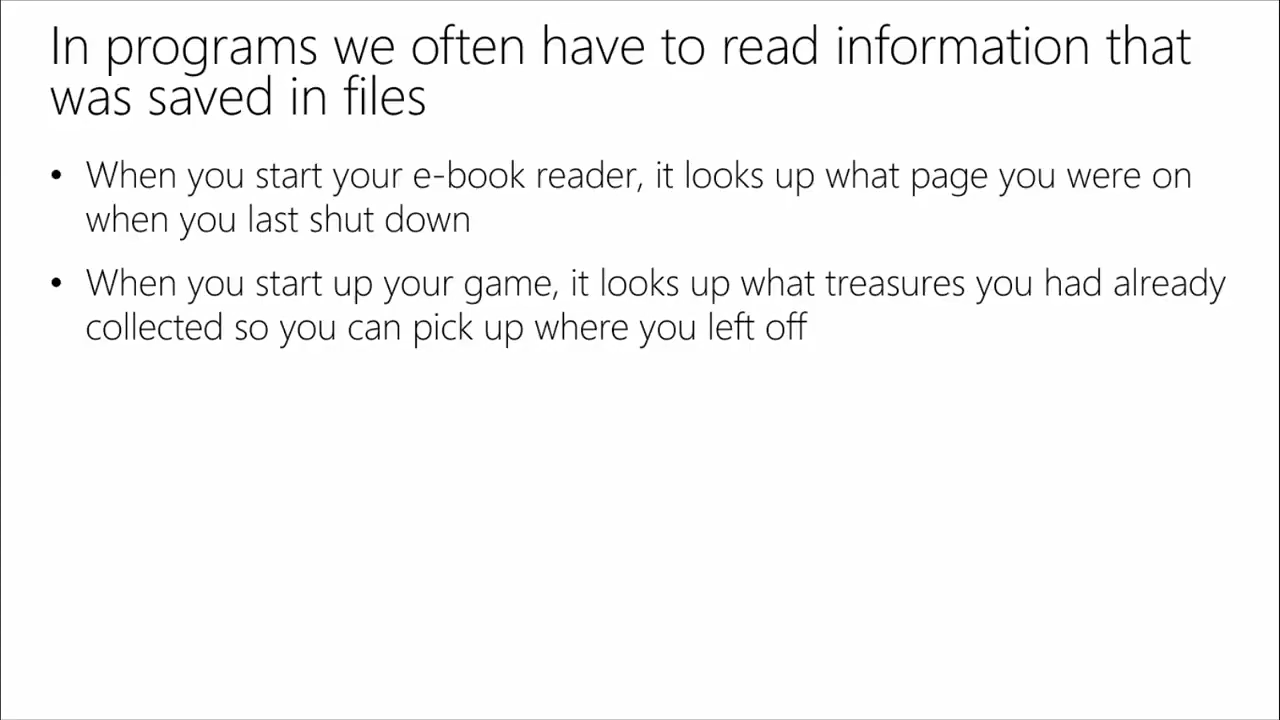 In programs we often have to read information that
was saved in files
• When you start your e-book reader, it looks up what page you were on
when you last shut down
• When you start up your game, it looks up what treasures you had already
collected so you can pick up where you left off